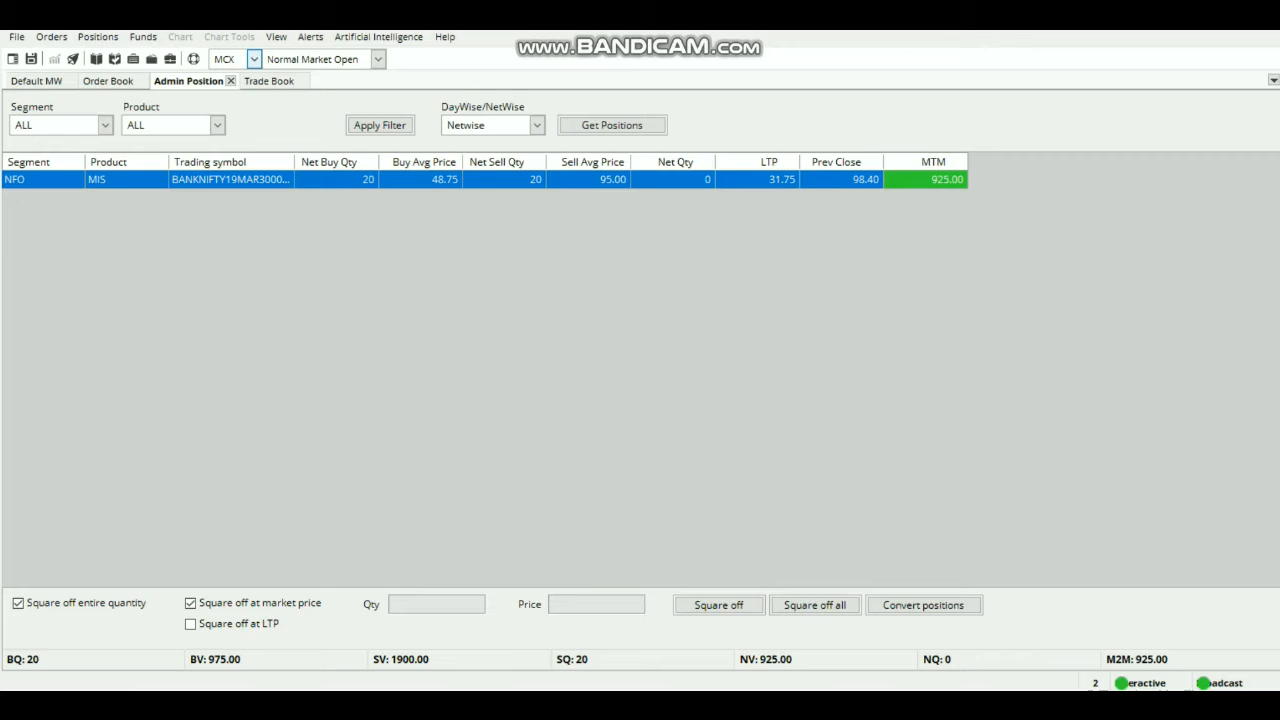 www.BANDICAM.com
File Orders Positions Funds Chart Chart Tools View Alerts Artificial Intelligence Help
MCX Normal Market Open
Default MW Order Book Admin Position Trade Book
Segment Product DayWise/NetWise
ALL ALL Apply Filter Netwise Get Positions
Segment Product Trading symbol Net Buy Qty Buy Avg Price Net Sell Qty Sell Avg Price Net Qty LTP Prev Close MTM
NFO MIS BANKNIFTY19MAR3000... 20 48.75 20 95.00 0 31.75 98.40 925.00
Square off entire quantity Square off at market price Qty Price Square off Square off all Convert positions
Square off at LTP
BQ: 20 BV: 975.00 SV: 1900.00 SQ: 20 NV: 925.00 NQ: 0 M2M: 925.00
2 eractive adcast